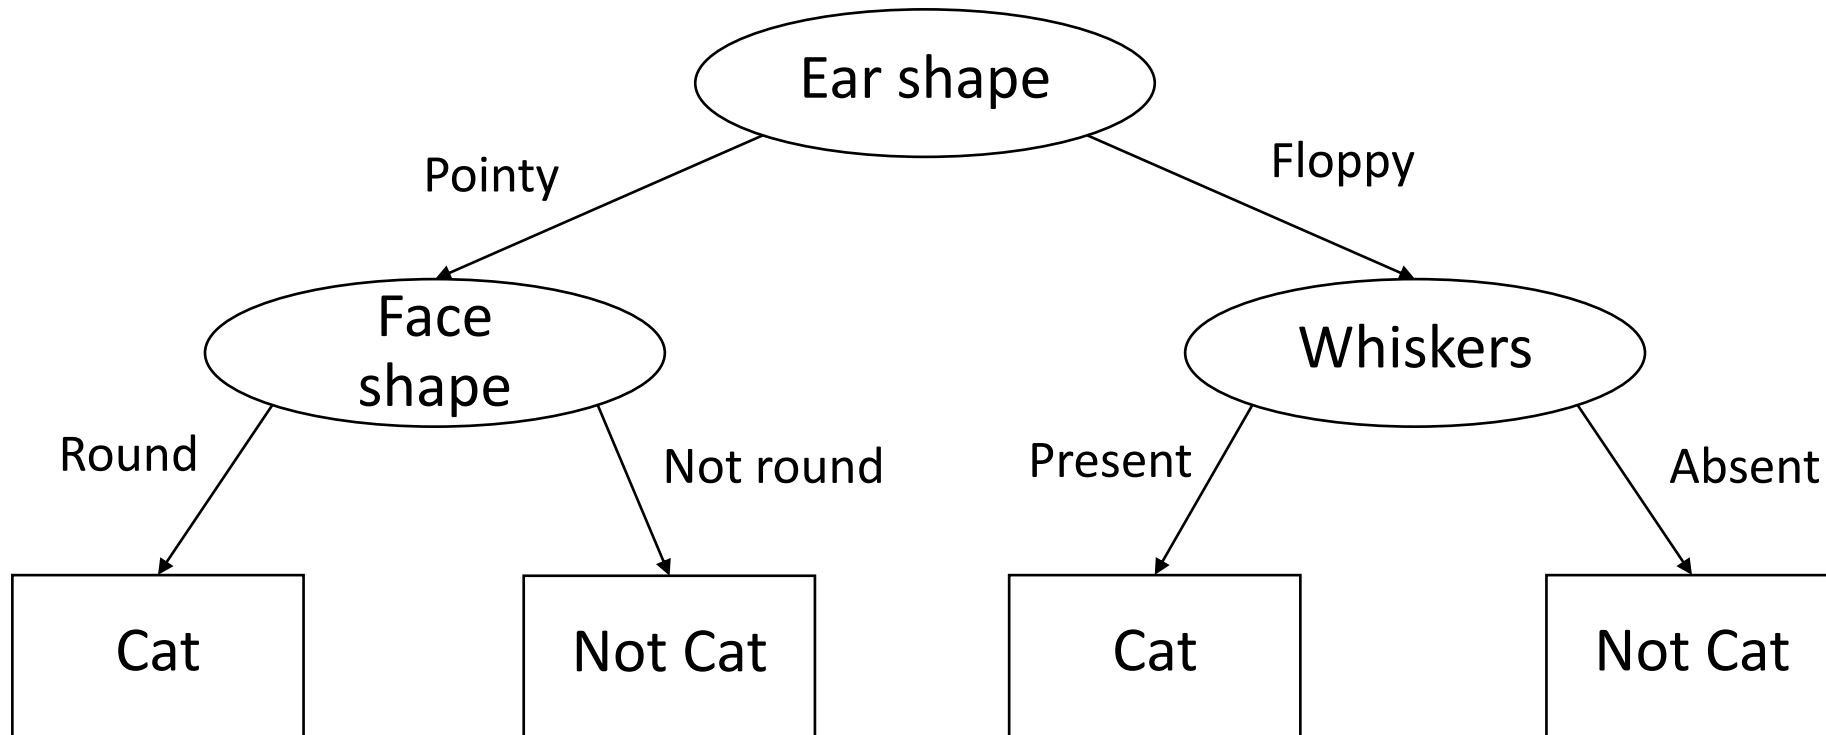 Ear shape
Pointy
Floppy
Face
shape
Whiskers
Round
Not round
Present
Absent
Cat
Not Cat
Cat
Not Cat